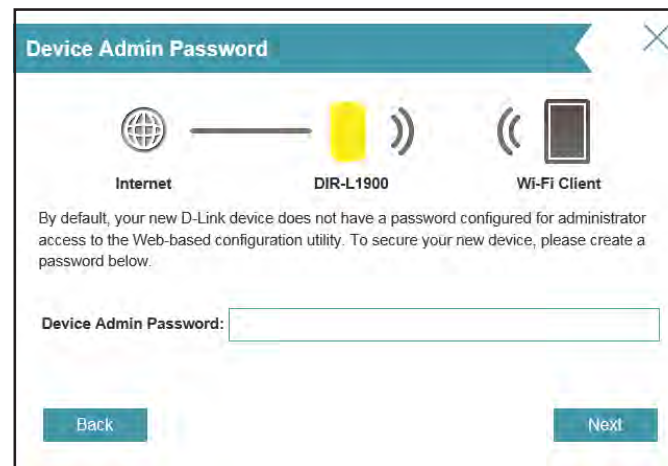 Device Admin Password
Internet
DIR-L1900
Wi-Fi Client
By default, your new D-Link device does not have a password configured for administrator
access to the Web-based configuration utility. To secure your new device, please create a
password below.
Device Admin Password:
Back
Next